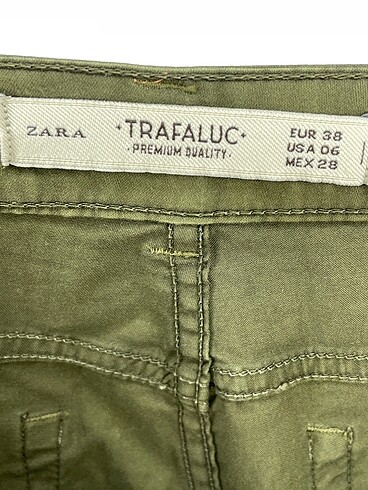 ZARA
•TRAFALUC•
•PREMIUM QUALITY•
EUR 38
USA 06
MEX 28